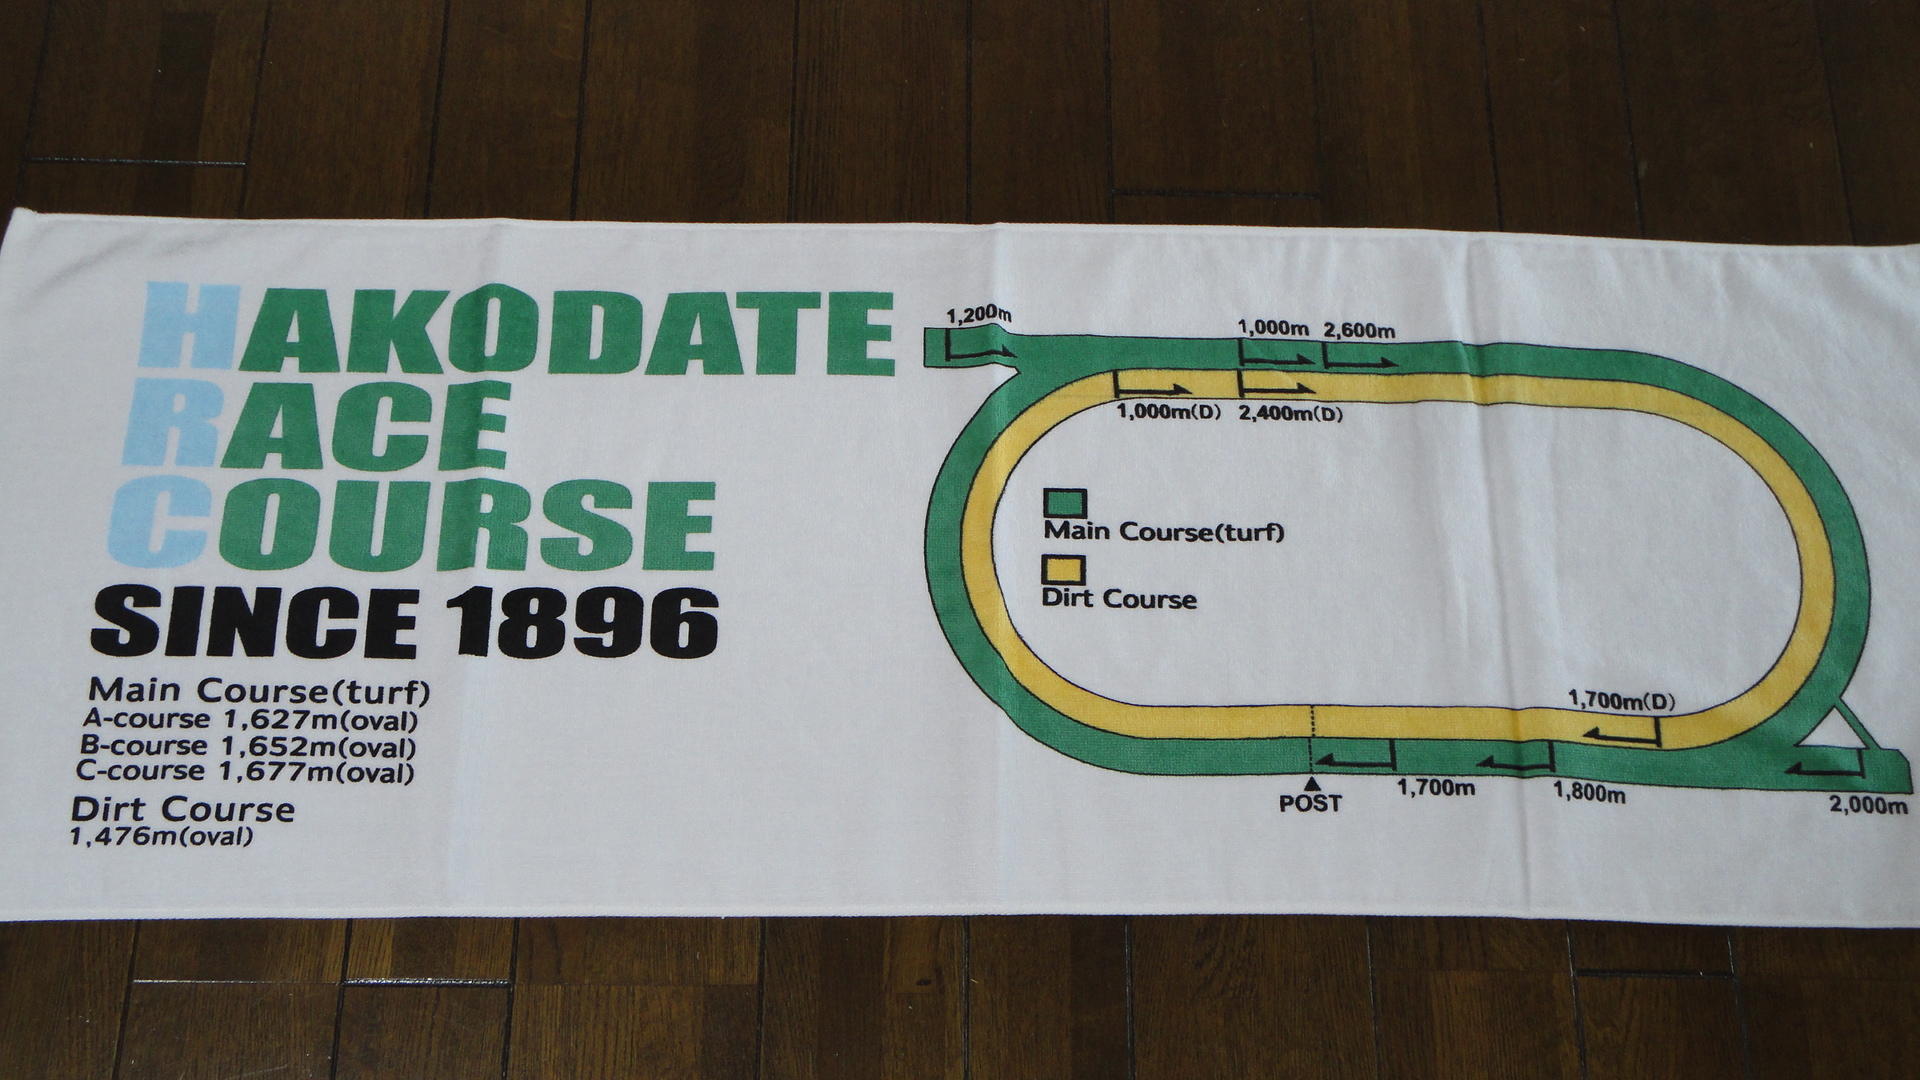 HAKODATE
RACE
COURSE
SINCE 1896
Main Course(turf)
A-course 1,627m(oval)
B-course 1,652m(oval)
C-course 1,677m(oval)
Dirt Course
1,476m(oval)
1,200m
1,000m 2,600m
1,000m(D) 2,400m(D)
Main Course(turf)
Dirt Course
1,700m(D)
POST
1,700m
1,800m
2,000m